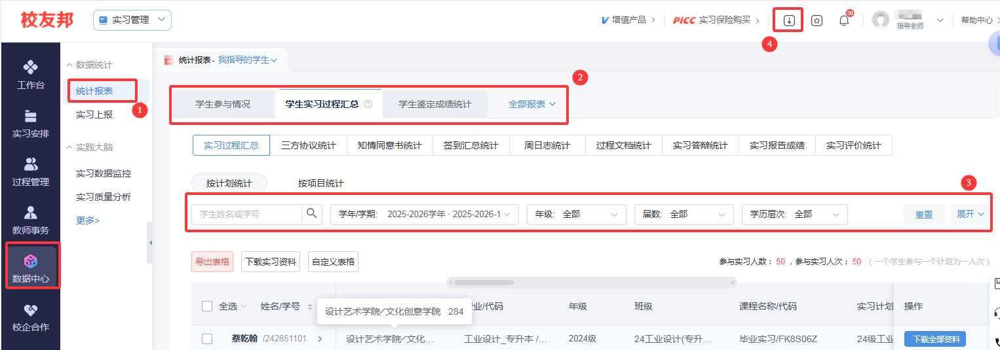 校友邦
实习管理
增值产品
PICC 实习保险购买
30
指导老师
帮助中心
4
工作台
实习安排
过程管理
教师事务
数据中心
校企合作
数据统计
统计报表
1
实习上报
实践大脑
实习数据监控
实习质量分析
更多>
统计报表- 我指导的学生
2
学生参与情况
学生实习过程汇总
学生鉴定成绩统计
全部报表
实习过程汇总
三方协议统计
知情同意书统计
签到汇总统计
周日志统计
过程文档统计
实习答辩统计
实习报告成绩
实习评价统计
按计划统计
按项目统计
3
学生姓名或学号
学年/学期: 2025-2026学年 · 2025-2026-1
年级: 全部
届数: 全部
学历层次: 全部
重置
展开
导出表格
下载实习资料
自定义表格
参与实习人数: 50 ,参与实习人次: 50 (一个学生参与一个计划为一人次)
全选
姓名/学号
设计艺术学院/文化创意学院 284
业/代码
年级
班级
课程名称/代码
实习计划
操作
蔡乾翰 /242851101
设计艺术学院/文化...
工业设计_专升本 /...
2024级
24工业设计(专升...
毕业实习/FK8S06Z
24级工业
下载全部资料